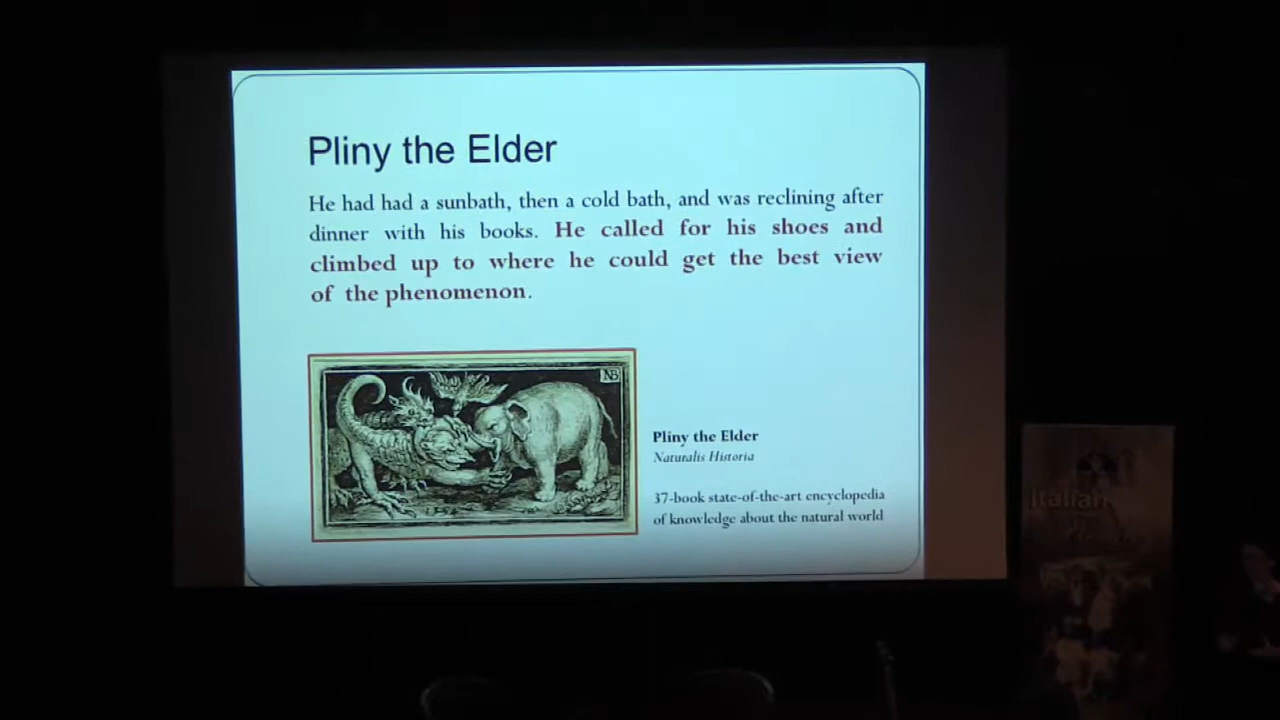 Pliny the Elder
He had had a sunbath, then a cold bath, and was reclining after
dinner with his books. He called for his shoes and
climbed up to where he could get the best view
of the phenomenon.
NB
Pliny the Elder
Naturalis Historia
37-book state-of-the-art encyclopedia
of knowledge about the natural world
Italian